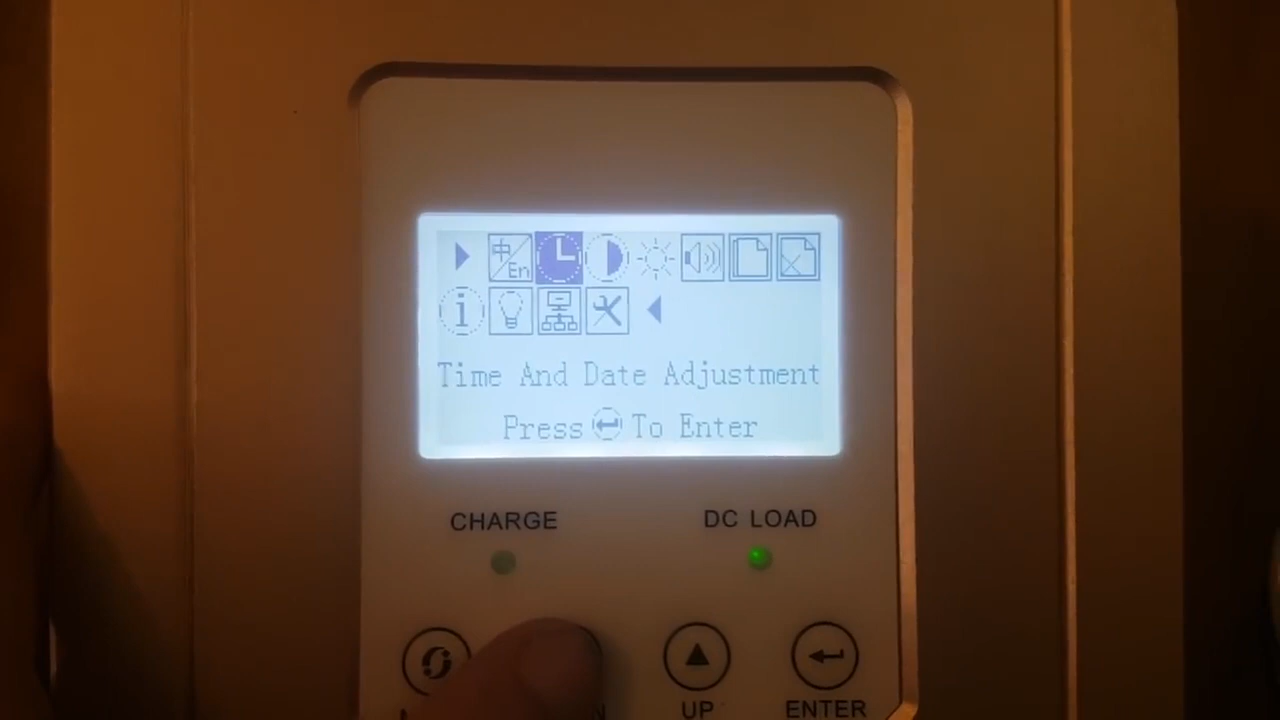 中/En
i
Time And Date Adjustment
Press To Enter
CHARGE DC LOAD
UP ENTER